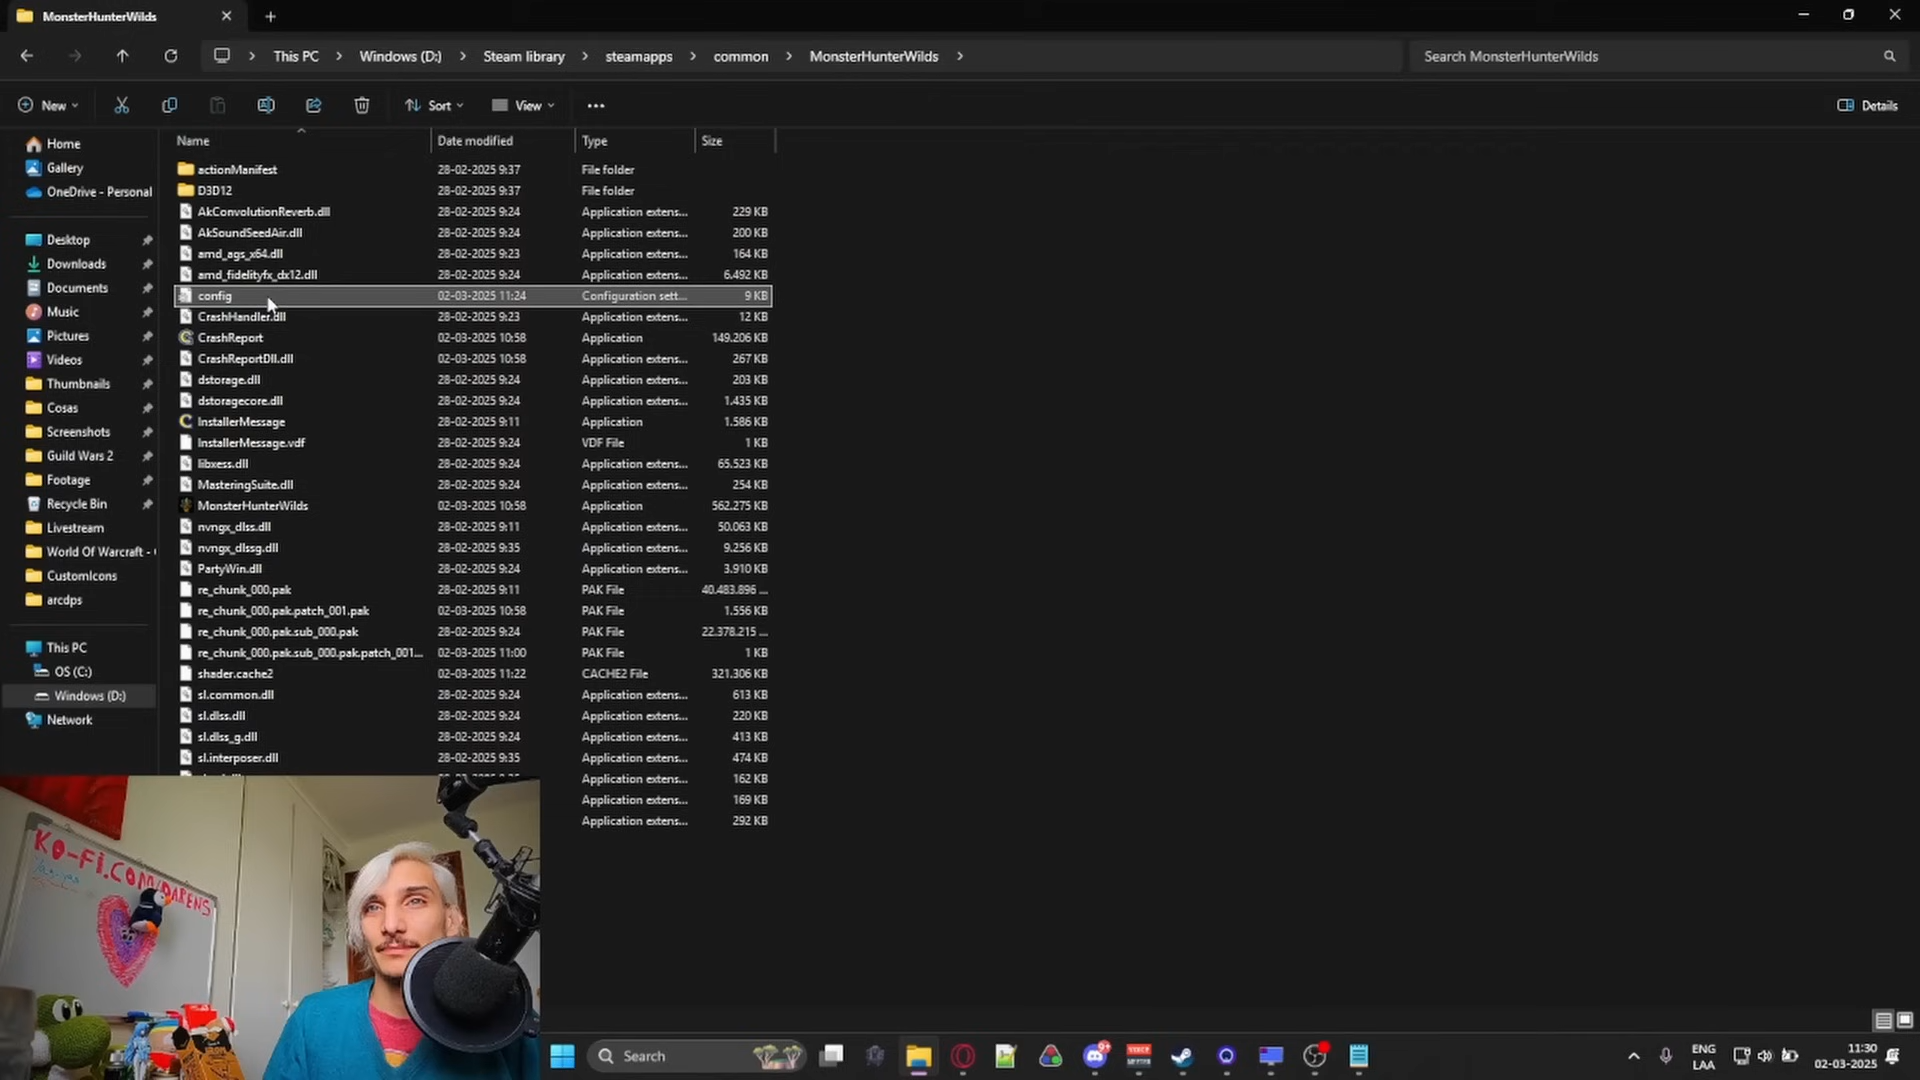 MonsterHunterWilds
This PC > Windows (D:) > Steam library > steamapps > common > MonsterHunterWilds >
Search MonsterHunterWilds
New
Sort
View
Details
Name Date modified Type Size
Home
Gallery
OneDrive - Personal
Desktop
Downloads
Documents
Music
Pictures
Videos
Thumbnails
Cosas
Screenshots
Guild Wars 2
Footage
Recycle Bin
Livestream
World Of Warcraft -
CustomIcons
arcdps
This PC
OS (C:)
Windows (D:)
Network
actionManifest 28-02-2025 9:37 File folder
D3D12 28-02-2025 9:37 File folder
AkConvolutionReverb.dll 28-02-2025 9:24 Application extens... 229 KB
AkSoundSeedAir.dll 28-02-2025 9:24 Application extens... 200 KB
amd_ags_x64.dll 28-02-2025 9:23 Application extens... 164 KB
amd_fidelityfx_dx12.dll 28-02-2025 9:24 Application extens... 6.492 KB
config 02-03-2025 11:24 Configuration sett... 9 KB
CrashHandler.dll 28-02-2025 9:23 Application extens... 12 KB
CrashReport 02-03-2025 10:58 Application 149.206 KB
CrashReportDll.dll 02-03-2025 10:58 Application extens... 267 KB
dstorage.dll 28-02-2025 9:24 Application extens... 203 KB
dstoragecore.dll 28-02-2025 9:24 Application extens... 1.435 KB
InstallerMessage 28-02-2025 9:11 Application 1.586 KB
InstallerMessage.vdf 28-02-2025 9:24 VDF File 1 KB
libxess.dll 28-02-2025 9:24 Application extens... 65.523 KB
MasteringSuite.dll 28-02-2025 9:24 Application extens... 254 KB
MonsterHunterWilds 02-03-2025 10:58 Application 562.275 KB
nvngx_dlss.dll 28-02-2025 9:11 Application extens... 50.063 KB
nvngx_dlssg.dll 28-02-2025 9:35 Application extens... 9.256 KB
PartyWin.dll 28-02-2025 9:24 Application extens... 3.910 KB
re_chunk_000.pak 28-02-2025 9:11 PAK File 40.483.896 ...
re_chunk_000.pak.patch_001.pak 02-03-2025 10:58 PAK File 1.556 KB
re_chunk_000.pak.sub_000.pak 28-02-2025 9:24 PAK File 22.378.215 ...
re_chunk_000.pak.sub_000.pak.patch_001... 02-03-2025 11:00 PAK File 1 KB
shader.cache2 02-03-2025 11:22 CACHE2 File 321.306 KB
sl.common.dll 28-02-2025 9:24 Application extens... 613 KB
sl.dlss.dll 28-02-2025 9:24 Application extens... 220 KB
sl.dlss_g.dll 28-02-2025 9:24 Application extens... 413 KB
sl.interposer.dll 28-02-2025 9:35 Application extens... 474 KB
Application extens... 162 KB
Application extens... 169 KB
Application extens... 292 KB
KO-FI.COM/DARENS
Search
9+
ENG
LAA
11:30
02-03-2025